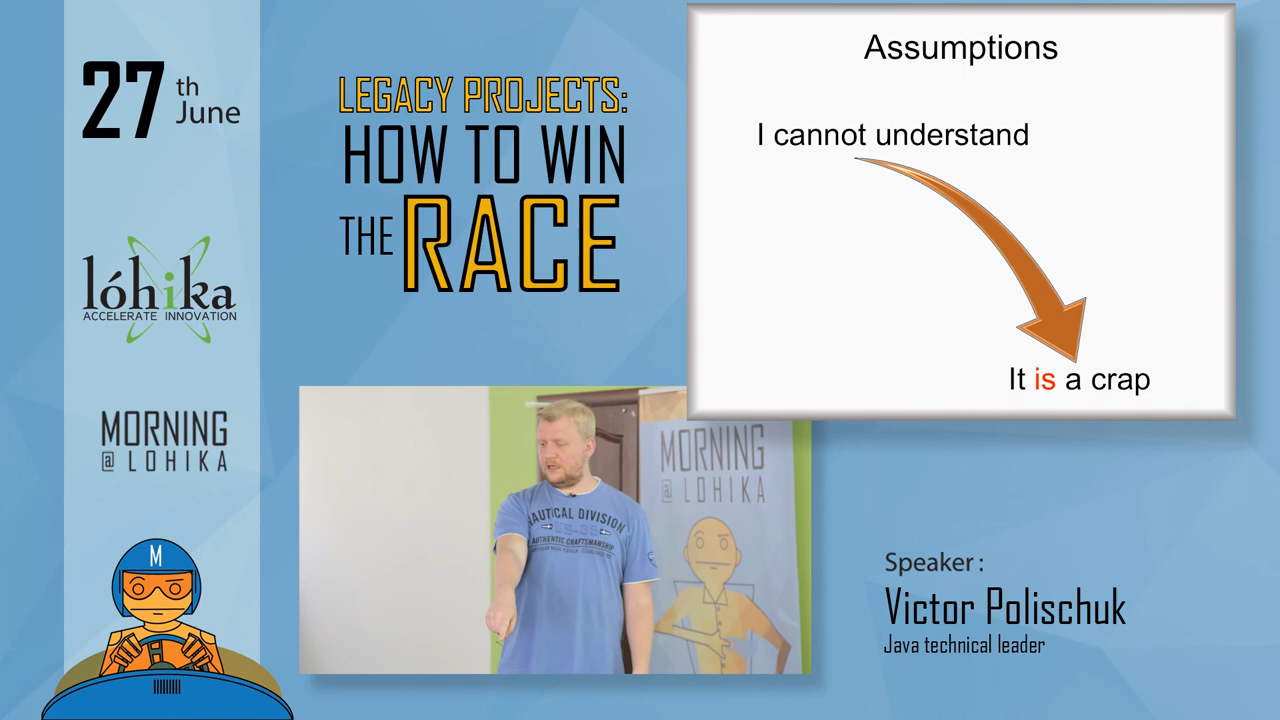 27 th
June
lóhika
ACCELERATE INNOVATION
MORNING
@ LOHIKA
M
LEGACY PROJECTS:
HOW TO WIN
THE RACE
Assumptions
I cannot understand
It is a crap
NAUTICAL DIVISION
AUTHENTIC CRAFTSMANSHIP
MORNING
@ LOHIKA
Speaker :
Victor Polischuk
Java technical leader